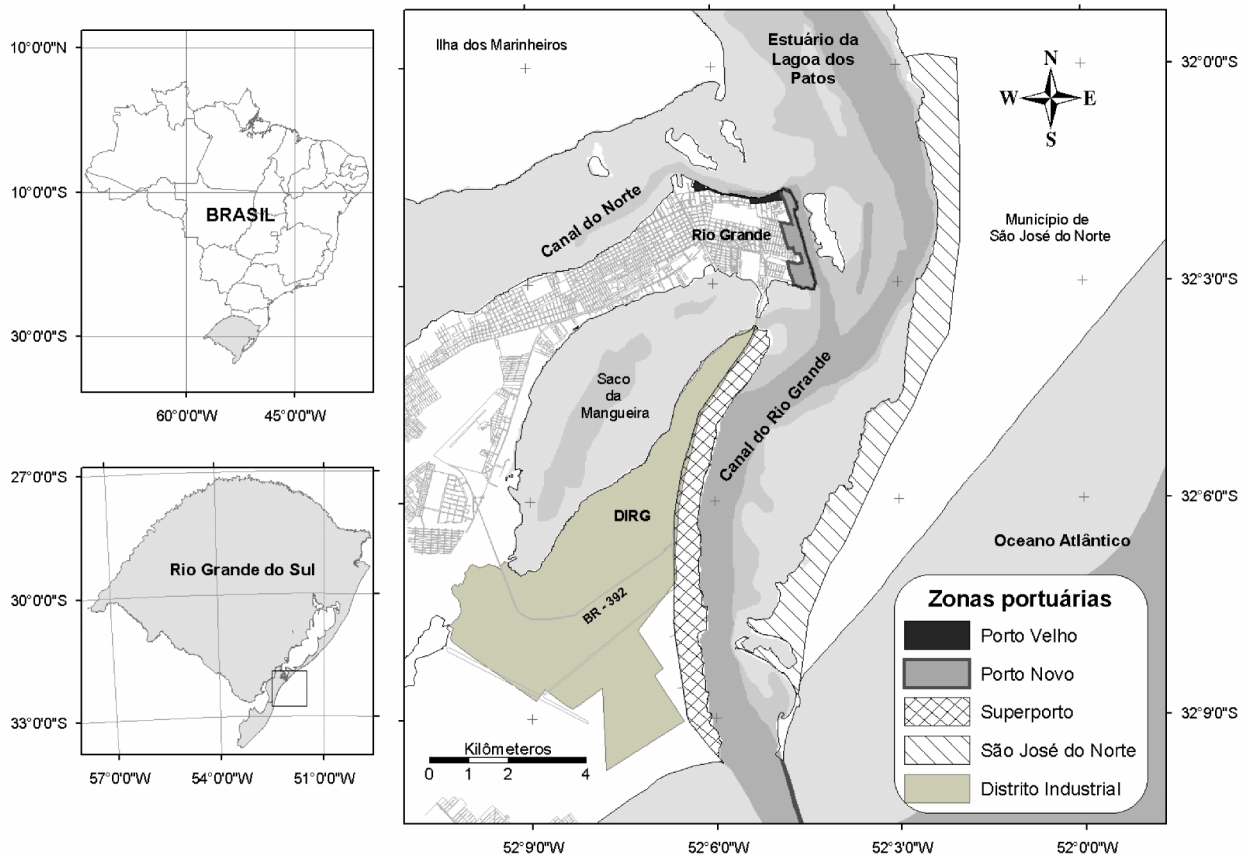 10°0'0"N
10°0'0"S
30°0'0"S
BRASIL
60°0'0"W
45°0'0"W
27°0'0"S
30°0'0"S
33°0'0"S
Rio Grande do Sul
57°0'0"W
54°0'0"W
51°0'0"W
Ilha dos Marinheiros
Estuário da
Lagoa dos
Patos
N
W
E
S
32°0'0"S
Canal do Norte
Rio Grande
Município de
São José do Norte
32°3'0"S
Saco
da
Mangueira
Canal do Rio Grande
DIRG
32°6'0"S
Oceano Atlântico
BR - 392
Zonas portuárias
Porto Velho
Porto Novo
Superporto
São José do Norte
Distrito Industrial
32°9'0"S
Kilômeteros
0 1 2 4
52°9'0"W
52°6'0"W
52°3'0"W
52°0'0"W